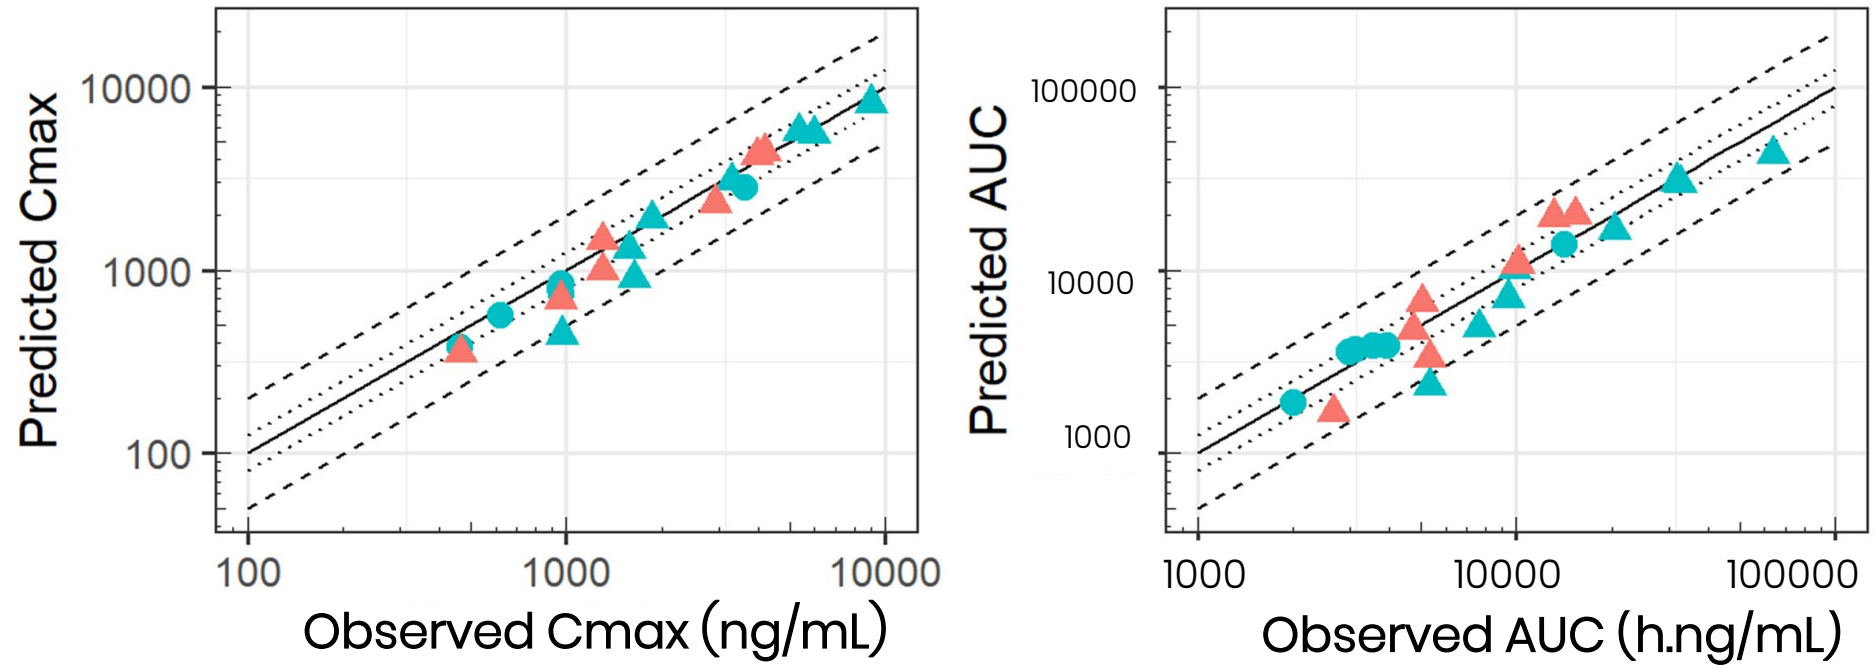 Predicted Cmax
10000
1000
100
100 1000 10000
Observed Cmax (ng/mL)
Predicted AUC
100000
10000
1000
1000 10000 100000
Observed AUC (h.ng/mL)